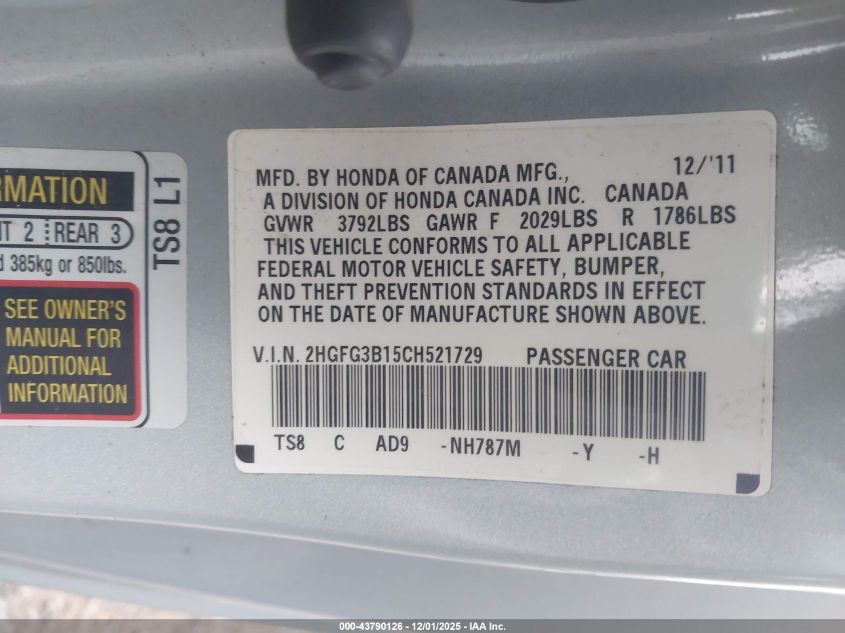 RMATION
T 2 REAR 3
d 385kg or 850lbs.
SEE OWNER'S
MANUAL FOR
ADDITIONAL
INFORMATION
TS8 L1
MFD. BY HONDA OF CANADA MFG., 12/'11
A DIVISION OF HONDA CANADA INC. CANADA
GVWR 3792LBS GAWR F 2029LBS R 1786LBS
THIS VEHICLE CONFORMS TO ALL APPLICABLE
FEDERAL MOTOR VEHICLE SAFETY, BUMPER,
AND THEFT PREVENTION STANDARDS IN EFFECT
ON THE DATE OF MANUFACTURE SHOWN ABOVE.
V.I.N. 2HGFG3B15CH521729 PASSENGER CAR
TS8 C AD9 -NH787M -Y -H
000-43790126 - 12/01/2025 - IAA Inc.